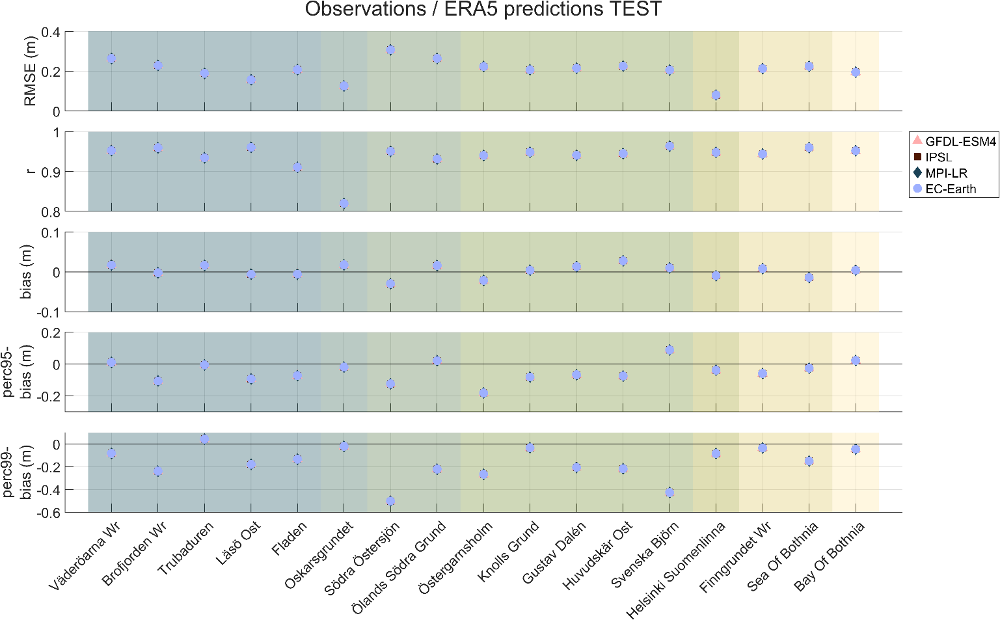 Observations / ERA5 predictions TEST
RMSE (m)
0.4
0.2
0
r
1
0.9
0.8
bias (m)
0.1
0
-0.1
perc95-
bias (m)
0.2
0
-0.2
perc99-
bias (m)
0
-0.2
-0.4
-0.6
Väderöarna Wr
Brofjorden Wr
Trubaduren
Läsö Ost
Fladen
Oskarsgrundet
Södra Östersjön
Ölands Södra Grund
Östergarnsholm
Knolls Grund
Gustav Dalén
Huvudskär Ost
Svenska Björn
Helsinki Suomenlinna
Finngrundet Wr
Sea Of Bothnia
Bay Of Bothnia
GFDL-ESM4
IPSL
MPI-LR
EC-Earth